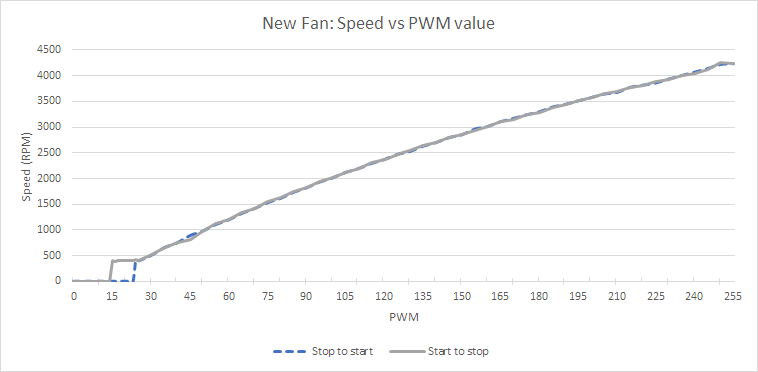 New Fan: Speed vs PWM value
4500
4000
3500
3000
2500
2000
1500
1000
500
0
Speed (RPM)
0 15 30 45 60 75 90 105 120 135 150 165 180 195 210 225 240 255
PWM
Stop to start Start to stop